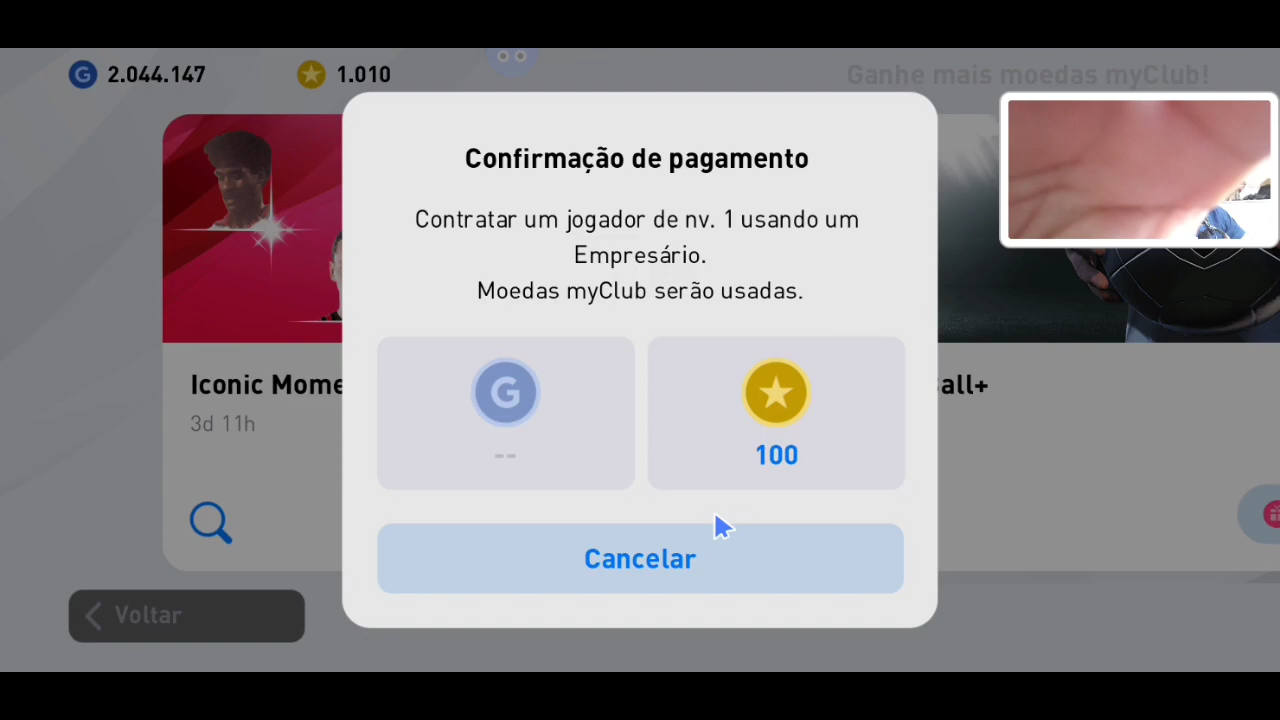 G 2.044.147
1.010
Ganhe mais moedas myClub!
Confirmação de pagamento
Contratar um jogador de nv. 1 usando um
Empresário.
Moedas myClub serão usadas.
G
--
100
Iconic Mome
all+
3d 11h
Cancelar
Voltar